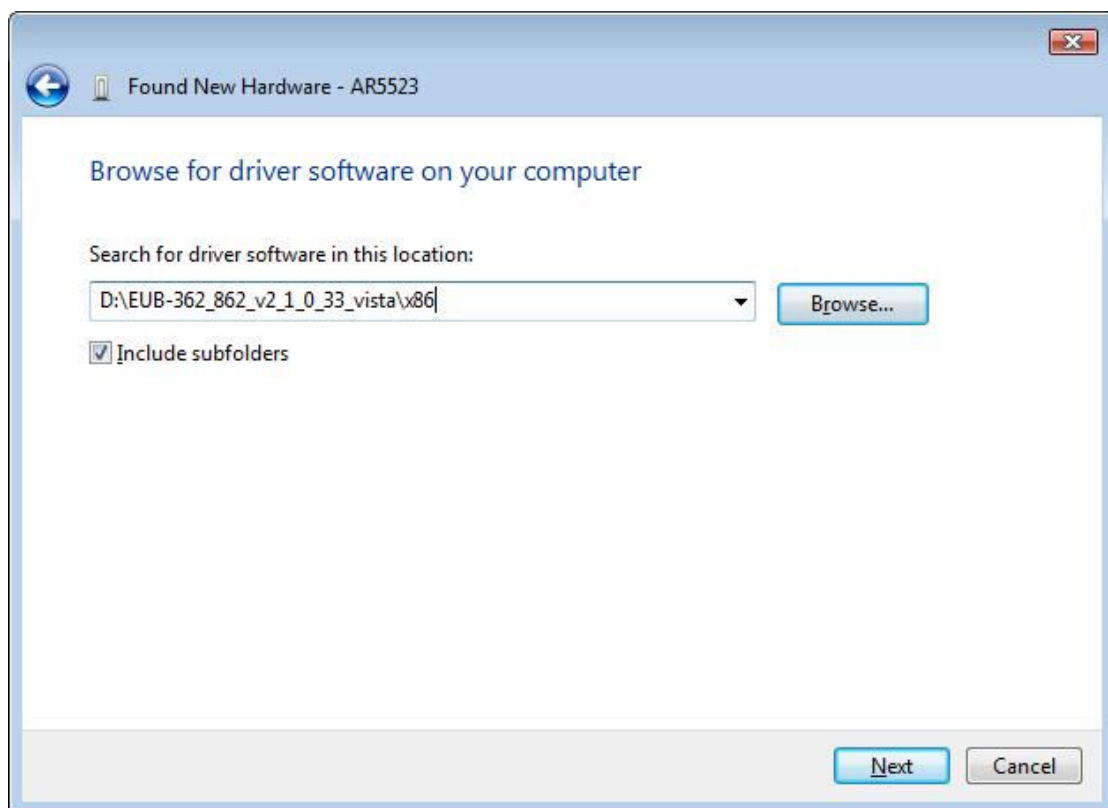 Found New Hardware - AR5523
Browse for driver software on your computer
Search for driver software in this location:
D:\EUB-362_862_v2_1_0_33_vista\x86
Browse...
Include subfolders
Next
Cancel